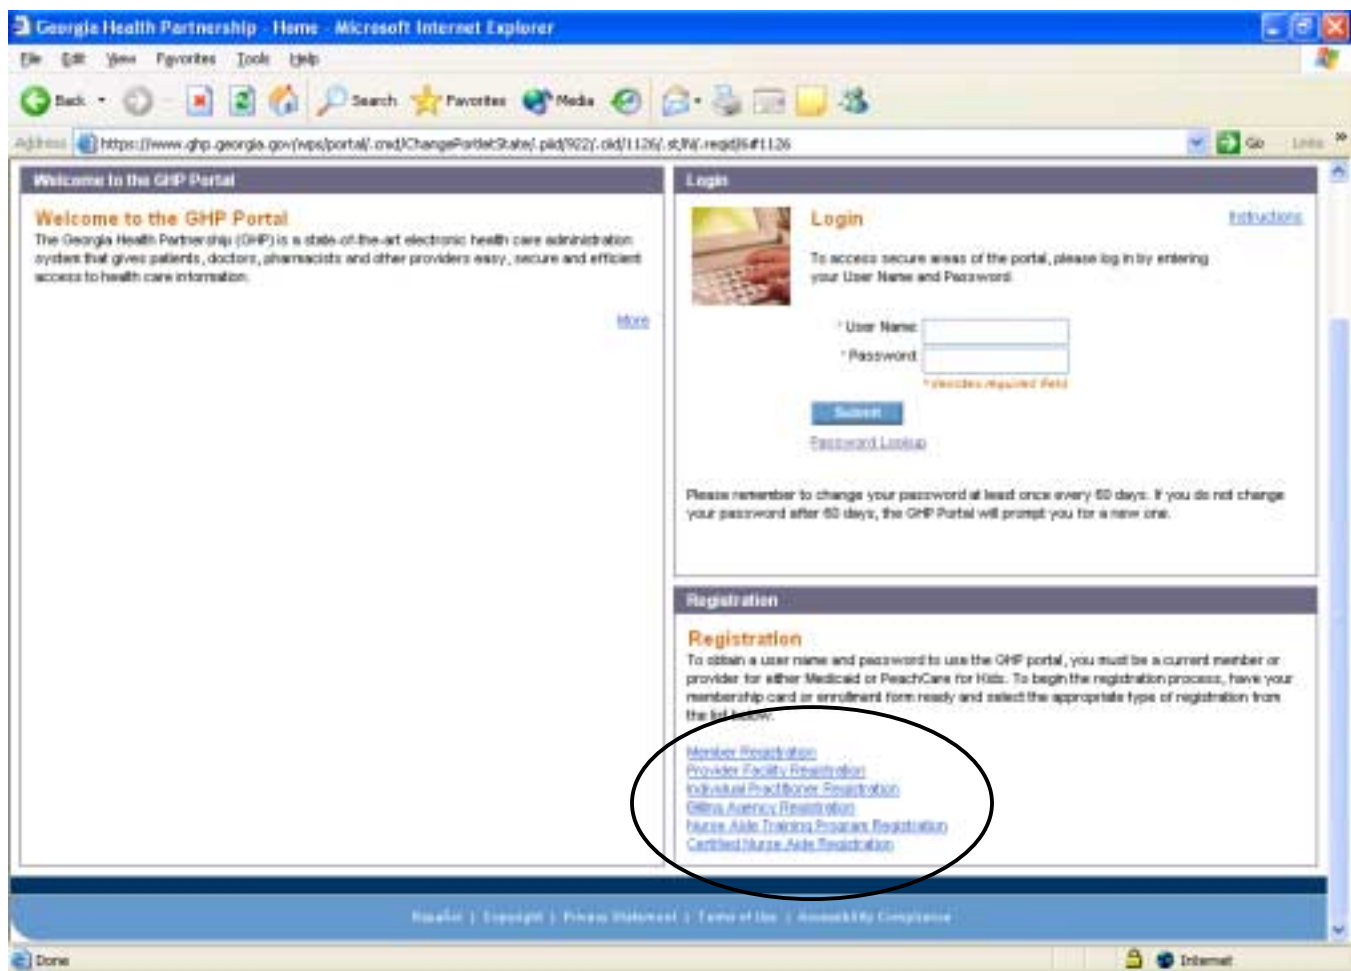 Georgia Health Partnership - Home - Microsoft Internet Explorer
File Edit View Favorites Tools Help
Back Search Favorites Media
Address https://www.ghp.georgia.gov/wps/portal/.cmd/ChangePortletState/.piid/922/.ciid/1126/.st/N/.reqid/6#1126 Go Links »
Welcome to the GHP Portal
Welcome to the GHP Portal
The Georgia Health Partnership (GHP) is a state-of-the-art electronic health care administration
system that gives patients, doctors, pharmacists and other providers easy, secure and efficient
access to health care information.
More
Login
Login
Instructions
To access secure areas of the portal, please log in by entering
your User Name and Password.
* User Name:
* Password:
* denotes required field
Submit
Password Lookup
Please remember to change your password at least once every 60 days. If you do not change
your password after 60 days, the GHP Portal will prompt you for a new one.
Registration
Registration
To obtain a user name and password to use the GHP portal, you must be a current member or
provider for either Medicaid or PeachCare for Kids. To begin the registration process, have your
membership card or enrollment form ready and select the appropriate type of registration from
the list below.
Member Registration
Provider Facility Registration
Individual Practitioner Registration
Billing Agency Registration
Nurse Aide Training Program Registration
Certified Nurse Aide Registration
Español | Copyright | Privacy Statement | Terms of Use | Accessibility Compliance
Done Internet